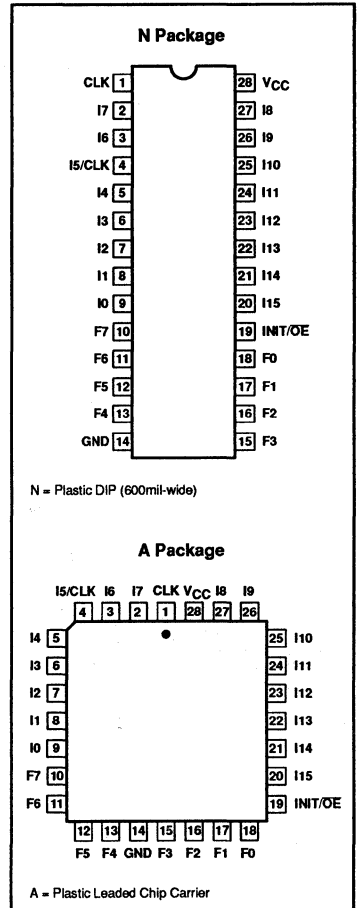 N Package
CLK 1 28 VCC
I7 2 27 I8
I6 3 26 I9
I5/CLK 4 25 I10
I4 5 24 I11
I3 6 23 I12
I2 7 22 I13
I1 8 21 I14
I0 9 20 I15
F7 10 19 INIT/O̅E̅
F6 11 18 F0
F5 12 17 F1
F4 13 16 F2
GND 14 15 F3
N = Plastic DIP (600mil-wide)
A Package
I5/CLK I6 I7 CLK VCC I8 I9
4 3 2 1 28 27 26
I4 5 25 I10
I3 6 24 I11
I2 7 23 I12
I1 8 22 I13
I0 9 21 I14
F7 10 20 I15
F6 11 19 INIT/O̅E̅
12 13 14 15 16 17 18
F5 F4 GND F3 F2 F1 F0
A = Plastic Leaded Chip Carrier